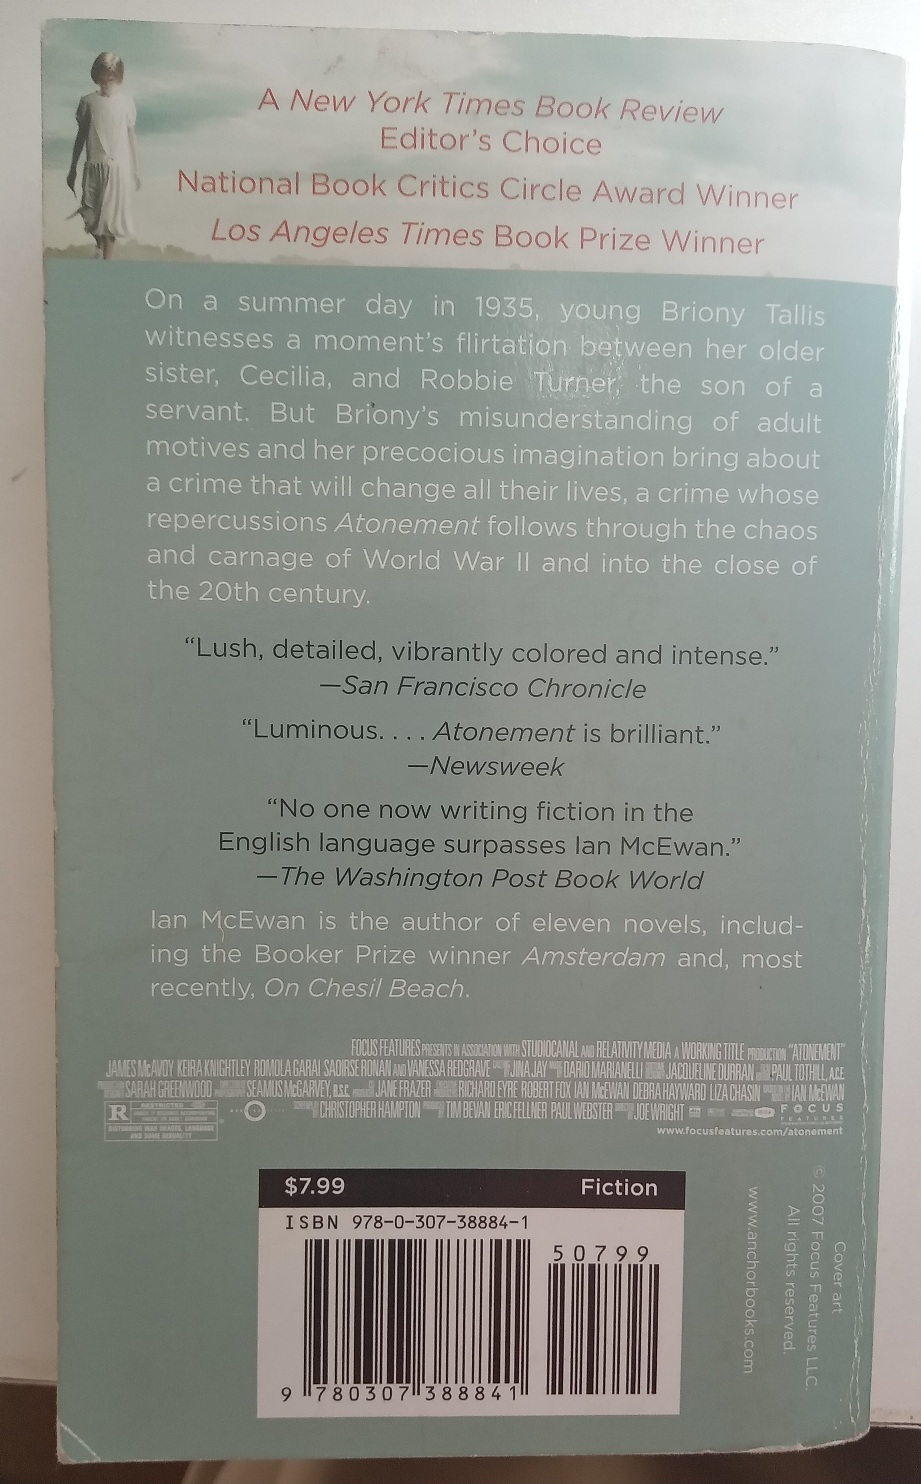 A New York Times Book Review
Editor's Choice
National Book Critics Circle Award Winner
Los Angeles Times Book Prize Winner
On a summer day in 1935, young Briony Tallis
witnesses a moment's flirtation between her older
sister, Cecilia, and Robbie Turner, the son of a
servant. But Briony's misunderstanding of adult
motives and her precocious imagination bring about
a crime that will change all their lives, a crime whose
repercussions Atonement follows through the chaos
and carnage of World War II and into the close of
the 20th century.
“Lush, detailed, vibrantly colored and intense.”
—San Francisco Chronicle
“Luminous. . . . Atonement is brilliant.”
—Newsweek
“No one now writing fiction in the
English language surpasses Ian McEwan.”
—The Washington Post Book World
Ian McEwan is the author of eleven novels, includ-
ing the Booker Prize winner Amsterdam and, most
recently, On Chesil Beach.
FOCUS FEATURES PRESENTS IN ASSOCIATION WITH STUDIOCANAL AND RELATIVITY MEDIA A WORKING TITLE PRODUCTION "ATONEMENT"
JAMES McAVOY KEIRA KNIGHTLEY ROMOLA GARAI SAOIRSE RONAN AND VANESSA REDGRAVE NINA JAY DARIO MARIANELLI JACQUELINE DURRAN PAUL TOTHILL, A.C.E.
SARAH GREENWOOD SEAMUS McGARVEY, B.S.C. JANE FRAZER RICHARD EYRE ROBERT FOX IAN McEWAN DEBRA HAYWARD LIZA CHASIN IAN McEWAN
CHRISTOPHER HAMPTON TIM BEVAN ERIC FELLNER PAUL WEBSTER JOE WRIGHT FOCUS
FEATURES
R RESTRICTED
DISTURBING WAR IMAGES, LANGUAGE
AND SOME SEXUALITY
www.focusfeatures.com/atonement
$7.99 Fiction
ISBN 978-0-307-38884-1
50799
9 780307 388841
Cover art
© 2007 Focus Features LLC.
All rights reserved.
www.anchorbooks.com